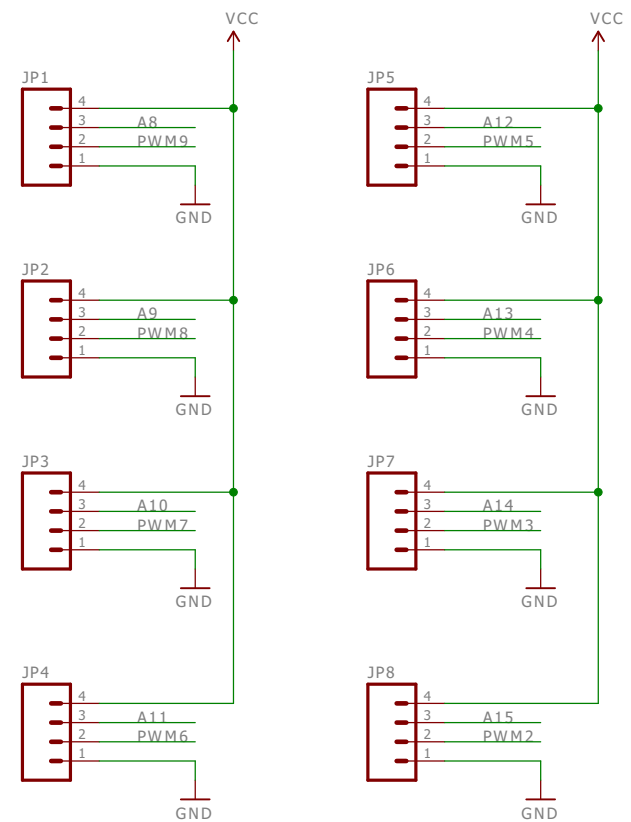 VCC
JP1
4
3 A8
2 PWM9
1
GND
JP2
4
3 A9
2 PWM8
1
GND
JP3
4
3 A10
2 PWM7
1
GND
JP4
4
3 A11
2 PWM6
1
GND
VCC
JP5
4
3 A12
2 PWM5
1
GND
JP6
4
3 A13
2 PWM4
1
GND
JP7
4
3 A14
2 PWM3
1
GND
JP8
4
3 A15
2 PWM2
1
GND